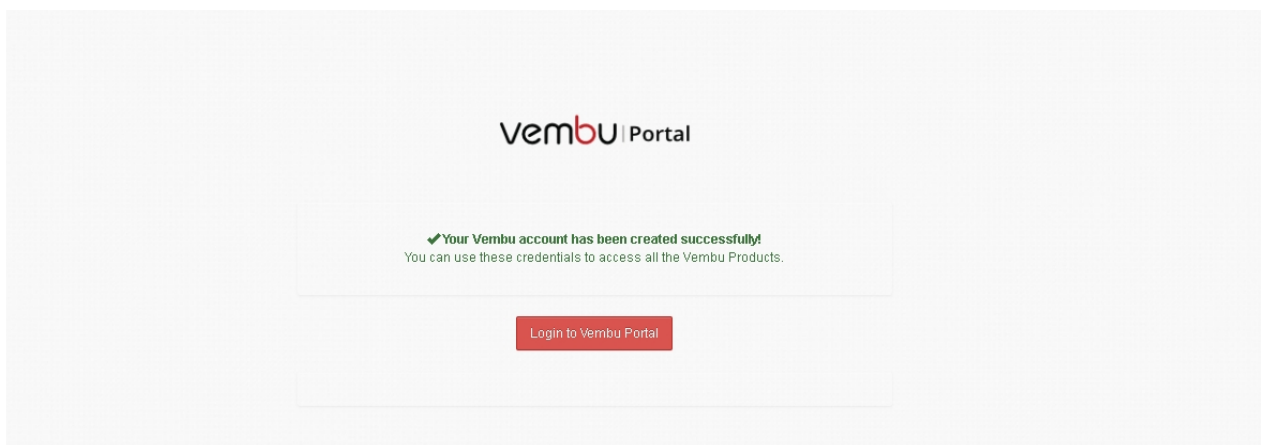 vembu | Portal
✔Your Vembu account has been created successfully!
You can use these credentials to access all the Vembu Products.
Login to Vembu Portal